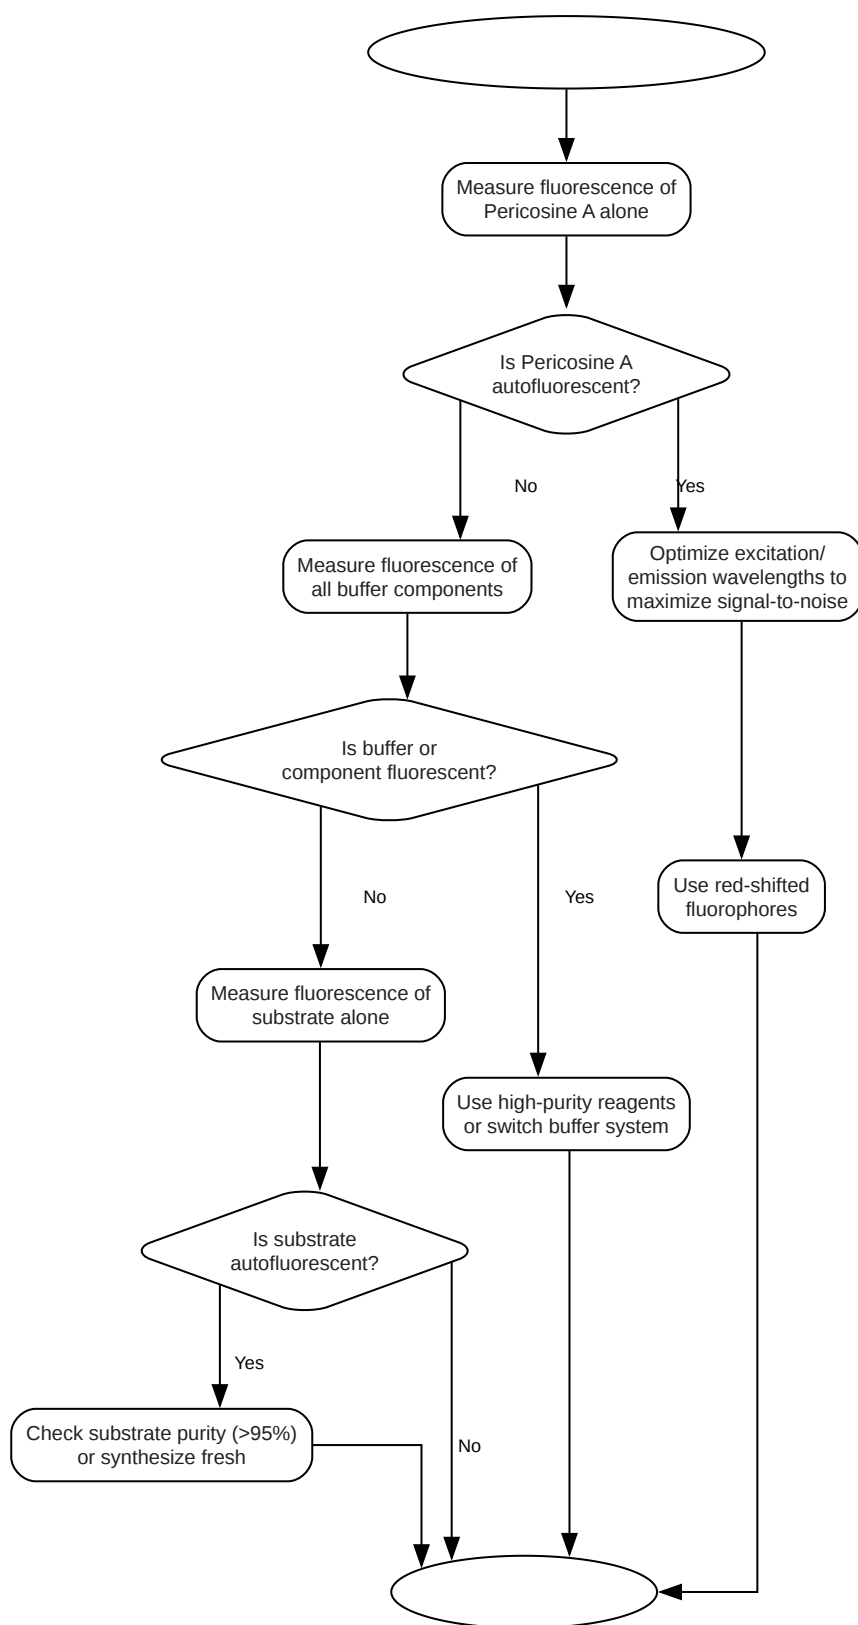 Measure fluorescence of
Pericosine A alone
Is Pericosine A
autofluorescent?
No
Yes
Measure fluorescence of
all buffer components
Optimize excitation/
emission wavelengths to
maximize signal-to-noise
Is buffer or
component fluorescent?
No
Yes
Use red-shifted
fluorophores
Measure fluorescence of
substrate alone
Use high-purity reagents
or switch buffer system
Is substrate
autofluorescent?
Yes
No
Check substrate purity (>95%)
or synthesize fresh